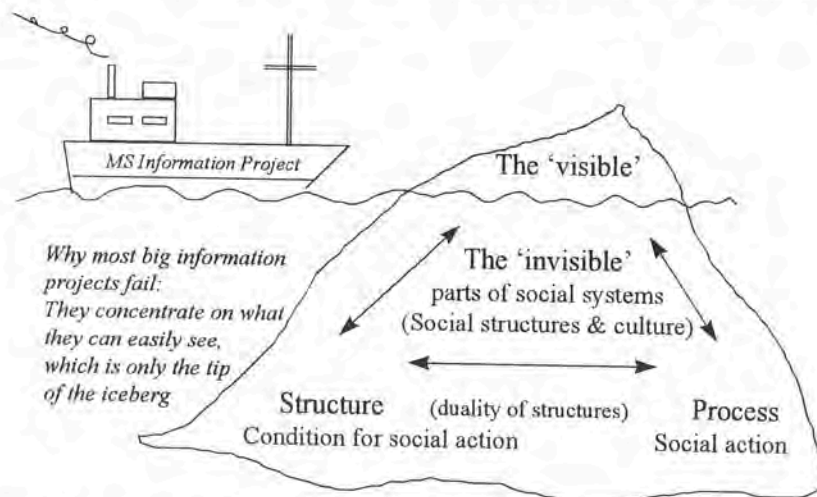 MS Information Project
The 'visible'
Why most big information
projects fail:
They concentrate on what
they can easily see,
which is only the tip
of the iceberg
The 'invisible'
parts of social systems
(Social structures & culture)
Structure
(duality of structures)
Process
Condition for social action
Social action